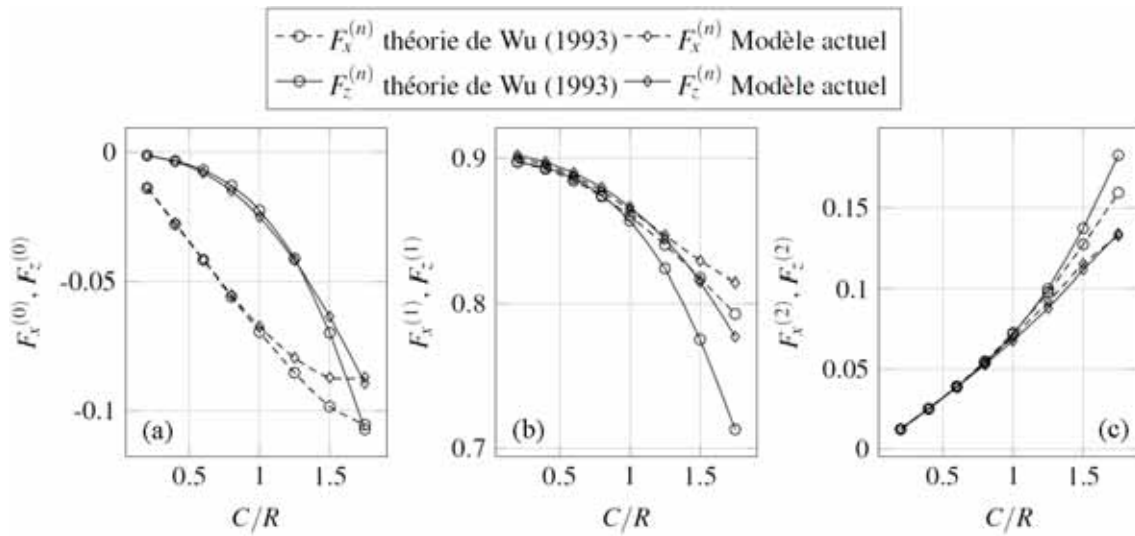 F_x^(n) théorie de Wu (1993) F_x^(n) Modèle actuel
F_z^(n) théorie de Wu (1993) F_z^(n) Modèle actuel
F_x^(0), F_z^(0)
0
-0.05
-0.1
(a)
0.5 1 1.5
C/R
F_x^(1), F_z^(1)
0.9
0.8
0.7
(b)
0.5 1 1.5
C/R
F_x^(2), F_z^(2)
0.15
0.1
0.05
0
(c)
0.5 1 1.5
C/R